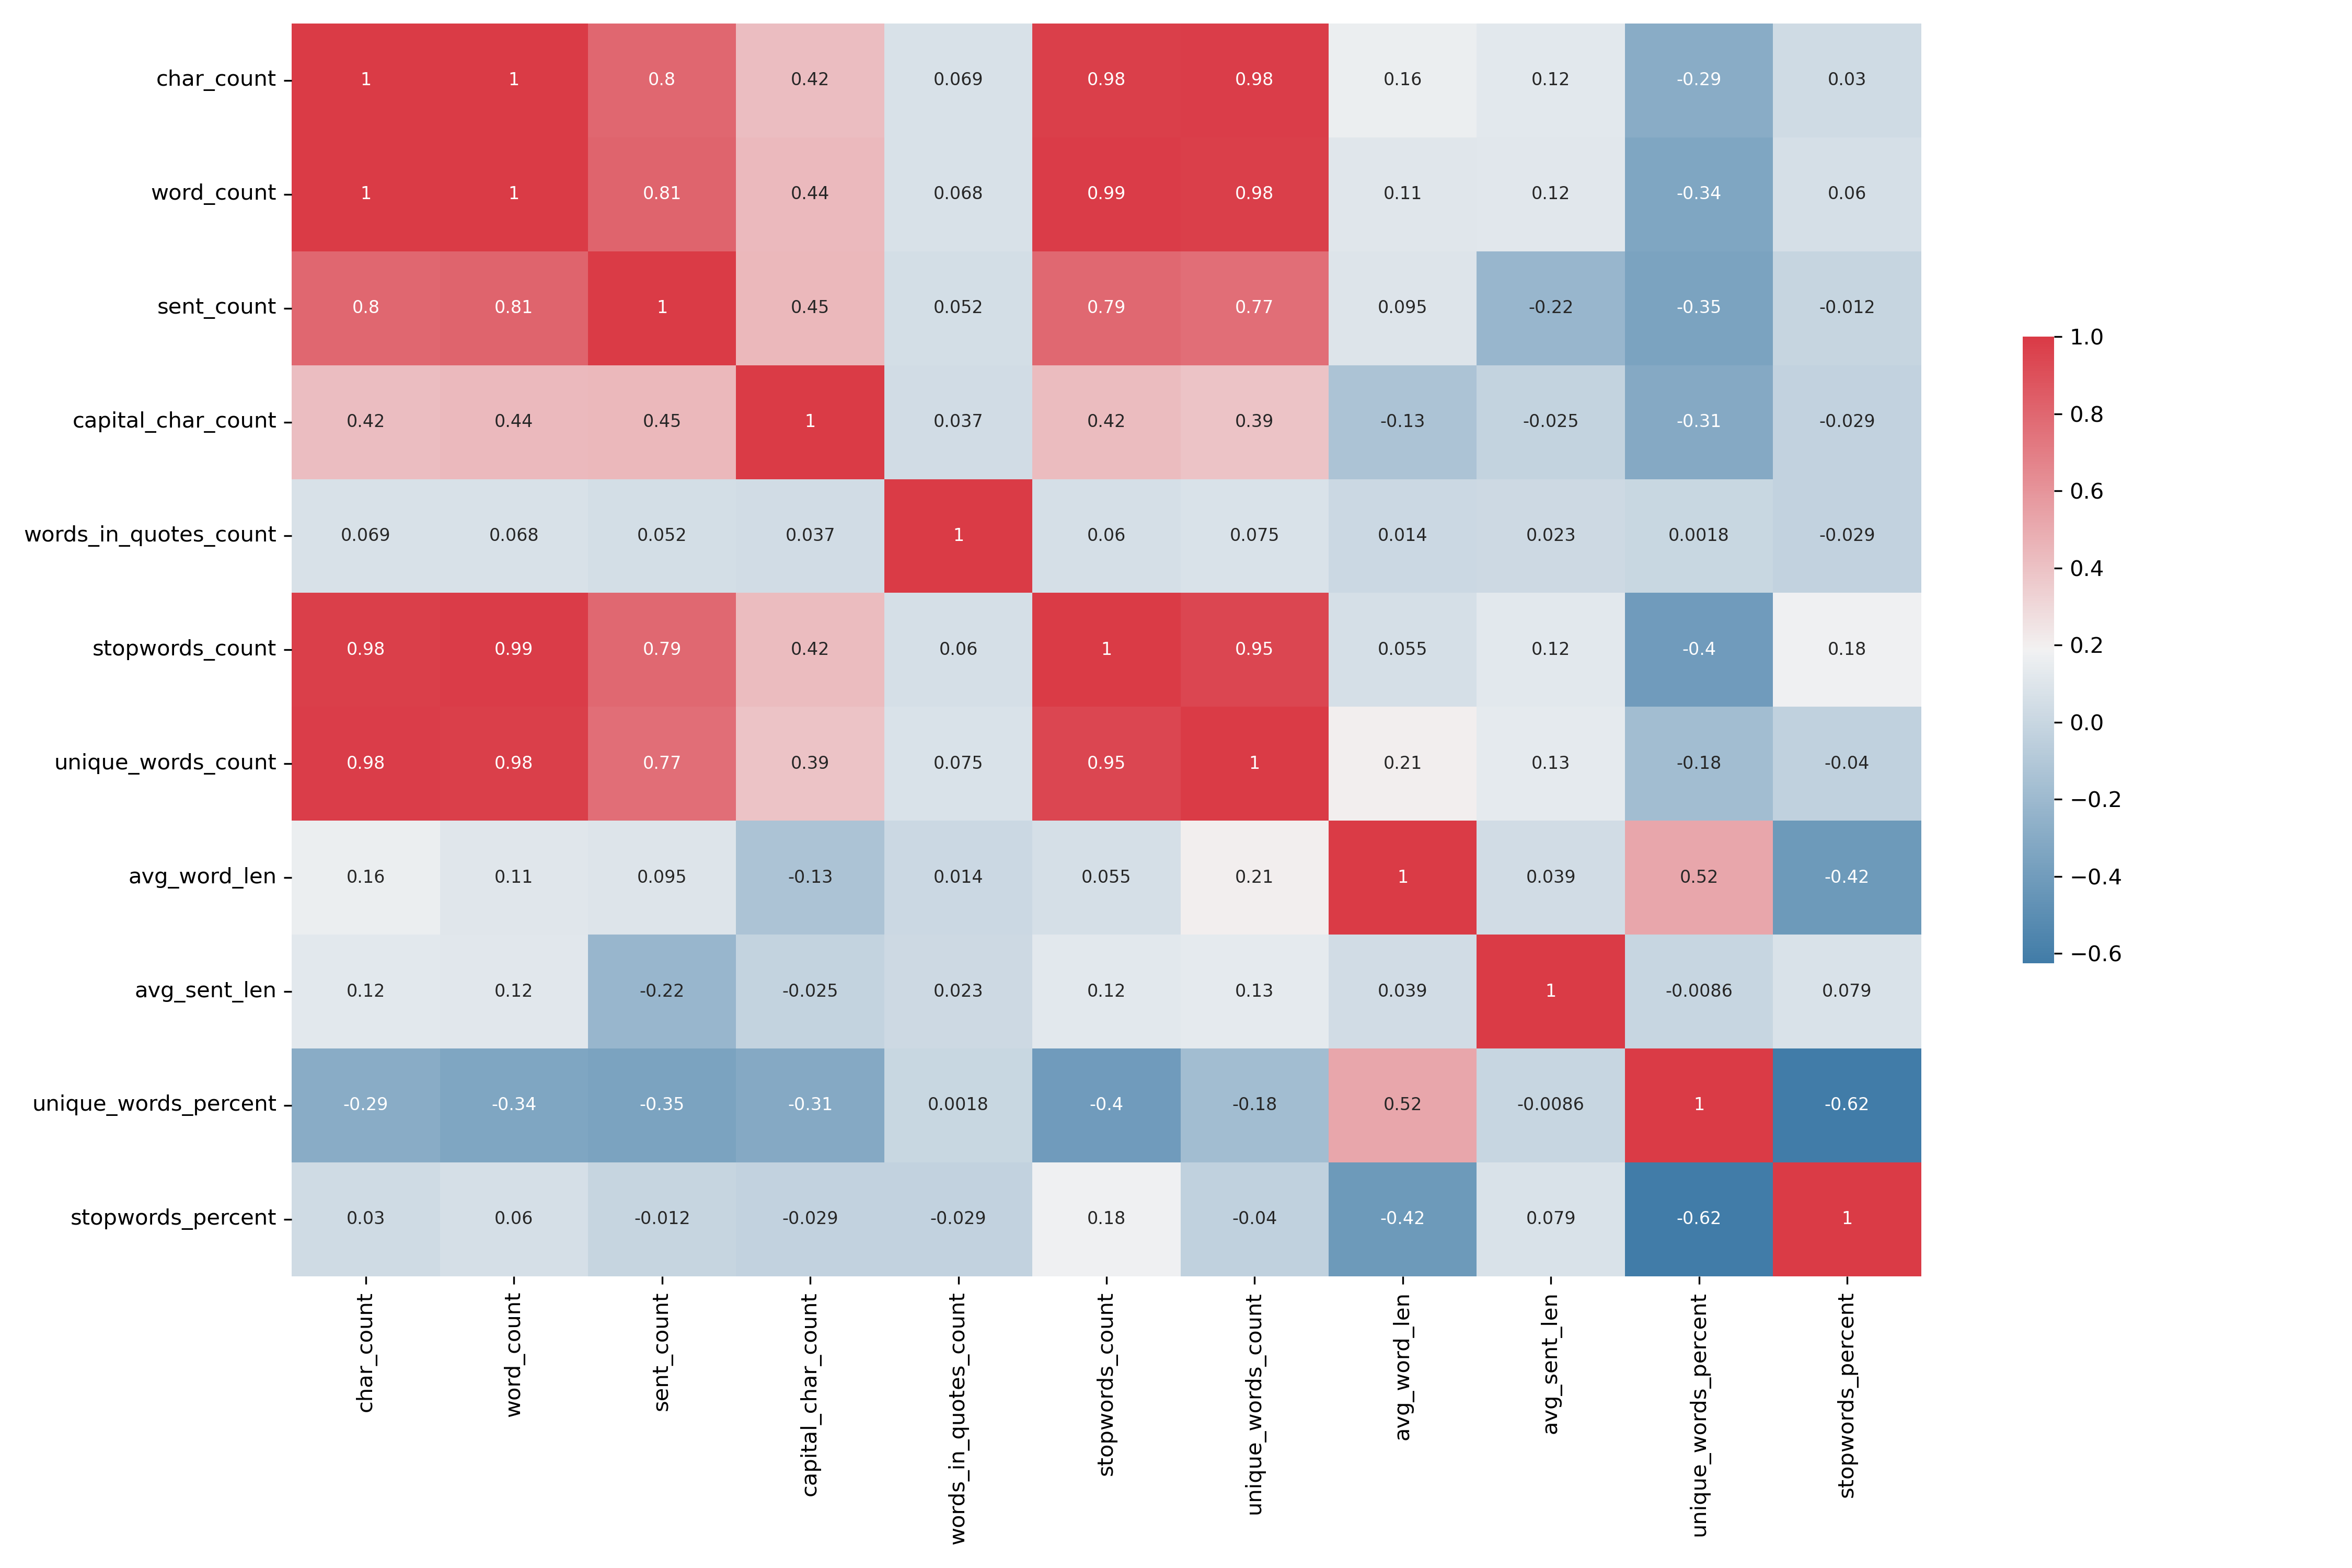 char_count 1 1 0.8 0.42 0.069 0.98 0.98 0.16 0.12 -0.29 0.03
word_count 1 1 0.81 0.44 0.068 0.99 0.98 0.11 0.12 -0.34 0.06
sent_count 0.8 0.81 1 0.45 0.052 0.79 0.77 0.095 -0.22 -0.35 -0.012
capital_char_count 0.42 0.44 0.45 1 0.037 0.42 0.39 -0.13 -0.025 -0.31 -0.029
words_in_quotes_count 0.069 0.068 0.052 0.037 1 0.06 0.075 0.014 0.023 0.0018 -0.029
stopwords_count 0.98 0.99 0.79 0.42 0.06 1 0.95 0.055 0.12 -0.4 0.18
unique_words_count 0.98 0.98 0.77 0.39 0.075 0.95 1 0.21 0.13 -0.18 -0.04
avg_word_len 0.16 0.11 0.095 -0.13 0.014 0.055 0.21 1 0.039 0.52 -0.42
avg_sent_len 0.12 0.12 -0.22 -0.025 0.023 0.12 0.13 0.039 1 -0.0086 0.079
unique_words_percent -0.29 -0.34 -0.35 -0.31 0.0018 -0.4 -0.18 0.52 -0.0086 1 -0.62
stopwords_percent 0.03 0.06 -0.012 -0.029 -0.029 0.18 -0.04 -0.42 0.079 -0.62 1
char_count
word_count
sent_count
capital_char_count
words_in_quotes_count
stopwords_count
unique_words_count
avg_word_len
avg_sent_len
unique_words_percent
stopwords_percent
1.0
0.8
0.6
0.4
0.2
0.0
−0.2
−0.4
−0.6